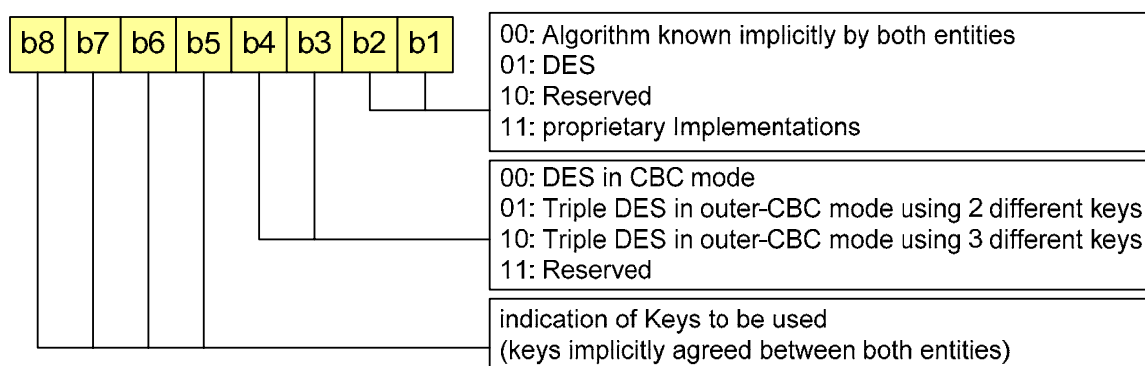 b8 b7 b6 b5 b4 b3 b2 b1
00: Algorithm known implicitly by both entities
01: DES
10: Reserved
11: proprietary Implementations
00: DES in CBC mode
01: Triple DES in outer-CBC mode using 2 different keys
10: Triple DES in outer-CBC mode using 3 different keys
11: Reserved
indication of Keys to be used
(keys implicitly agreed between both entities)